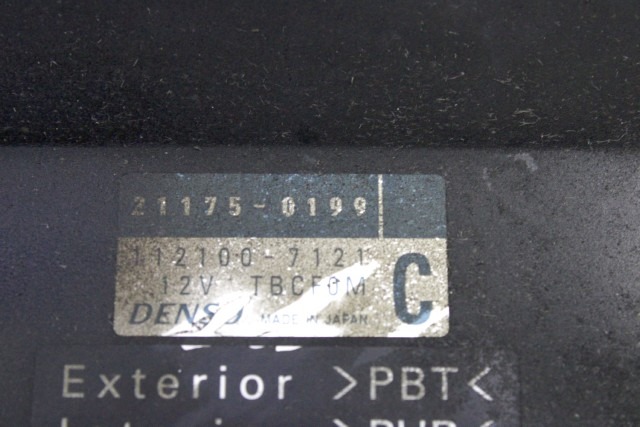 21175-0199
112100-7121
12V TBCF0M C
DENSO MADE IN JAPAN
Exterior >PBT<